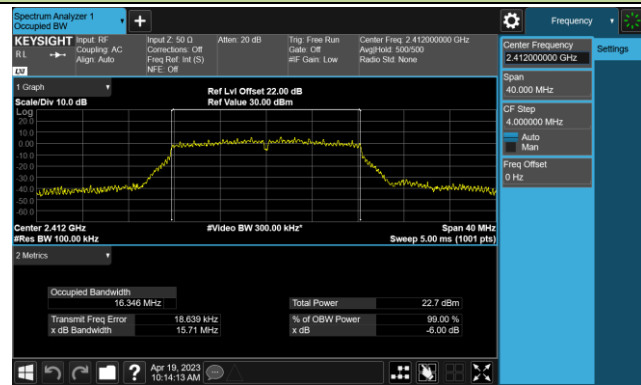 Spectrum Analyzer 1
Occupied BW
Frequency
KEYSIGHT
RL
LXI
Input: RF
Coupling: AC
Align: Auto
Input Z: 50 Ω
Corrections: Off
Freq Ref: Int (S)
NFE: Off
Atten: 20 dB
Trig: Free Run
Gate: Off
#IF Gain: Low
Center Freq: 2.412000000 GHz
Avg|Hold: 500/500
Radio Std: None
Center Frequency
2.412000000 GHz
Settings
Span
40.000 MHz
CF Step
4.000000 MHz
Auto
Man
Freq Offset
0 Hz
1 Graph
Scale/Div 10.0 dB
Ref Lvl Offset 22.00 dB
Ref Value 30.00 dBm
Log
20.0
10.0
0.00
-10.0
-20.0
-30.0
-40.0
-50.0
-60.0
Center 2.412 GHz
#Res BW 100.00 kHz
#Video BW 300.00 kHz*
Span 40 MHz
Sweep 5.00 ms (1001 pts)
2 Metrics
Occupied Bandwidth
16.346 MHz
Total Power 22.7 dBm
Transmit Freq Error 18.639 kHz
% of OBW Power 99.00 %
x dB Bandwidth 15.71 MHz
x dB -6.00 dB
?
Apr 19, 2023
10:14:13 AM